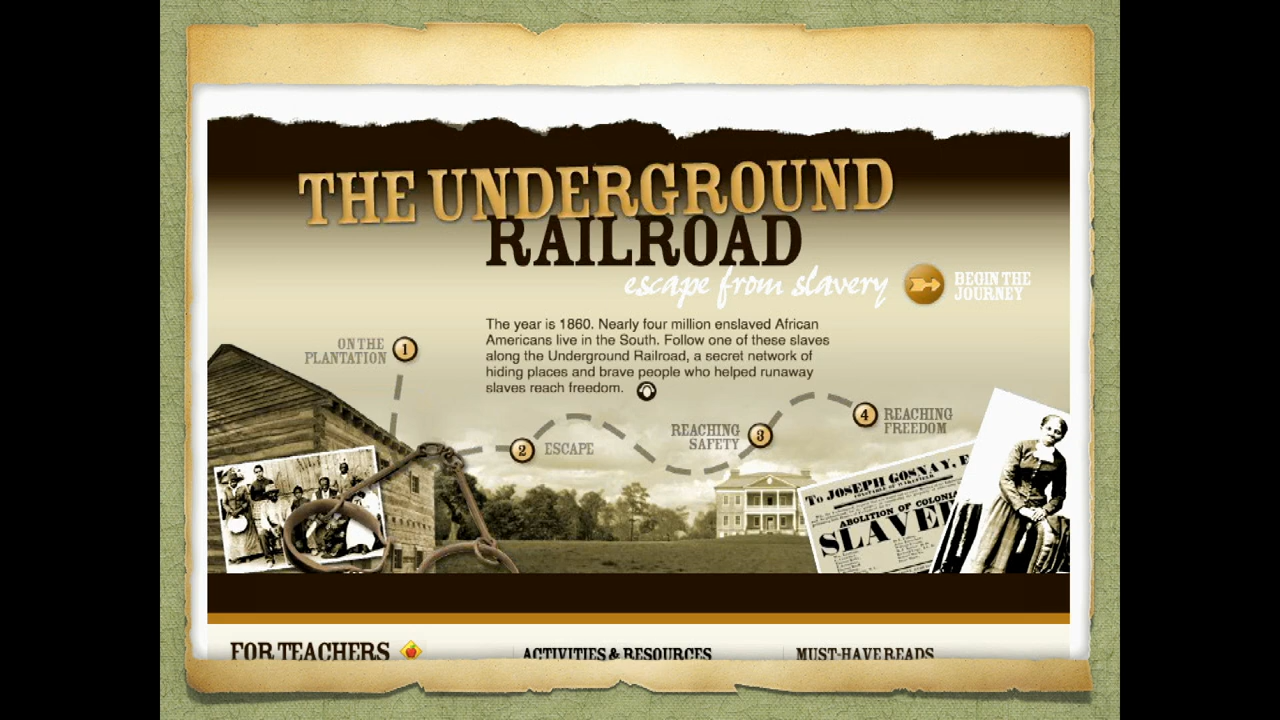 THE UNDERGROUND
RAILROAD
escape from slavery
BEGIN THE
JOURNEY
The year is 1860. Nearly four million enslaved African
Americans live in the South. Follow one of these slaves
along the Underground Railroad, a secret network of
hiding places and brave people who helped runaway
slaves reach freedom.
ON THE
PLANTATION
1
2
ESCAPE
REACHING
SAFETY
3
4
REACHING
FREEDOM
To JOSEPH GOSNAY, E
ABOLITION OF COLONIA
SLAVE
FOR TEACHERS
ACTIVITIES & RESOURCES
MUST-HAVE READS